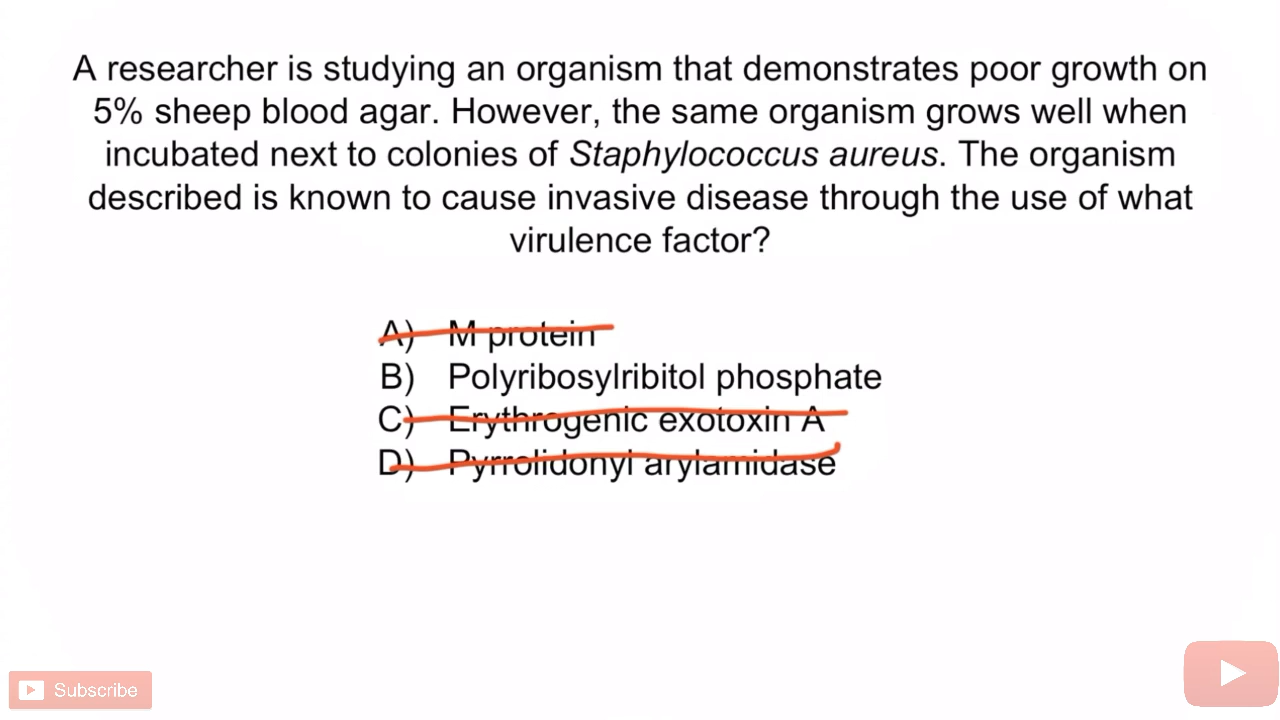 A researcher is studying an organism that demonstrates poor growth on
5% sheep blood agar. However, the same organism grows well when
incubated next to colonies of Staphylococcus aureus. The organism
described is known to cause invasive disease through the use of what
virulence factor?
A) M protein
B) Polyribosylribitol phosphate
C) Erythrogenic exotoxin A
D) Pyrrolidonyl arylamidase
Subscribe